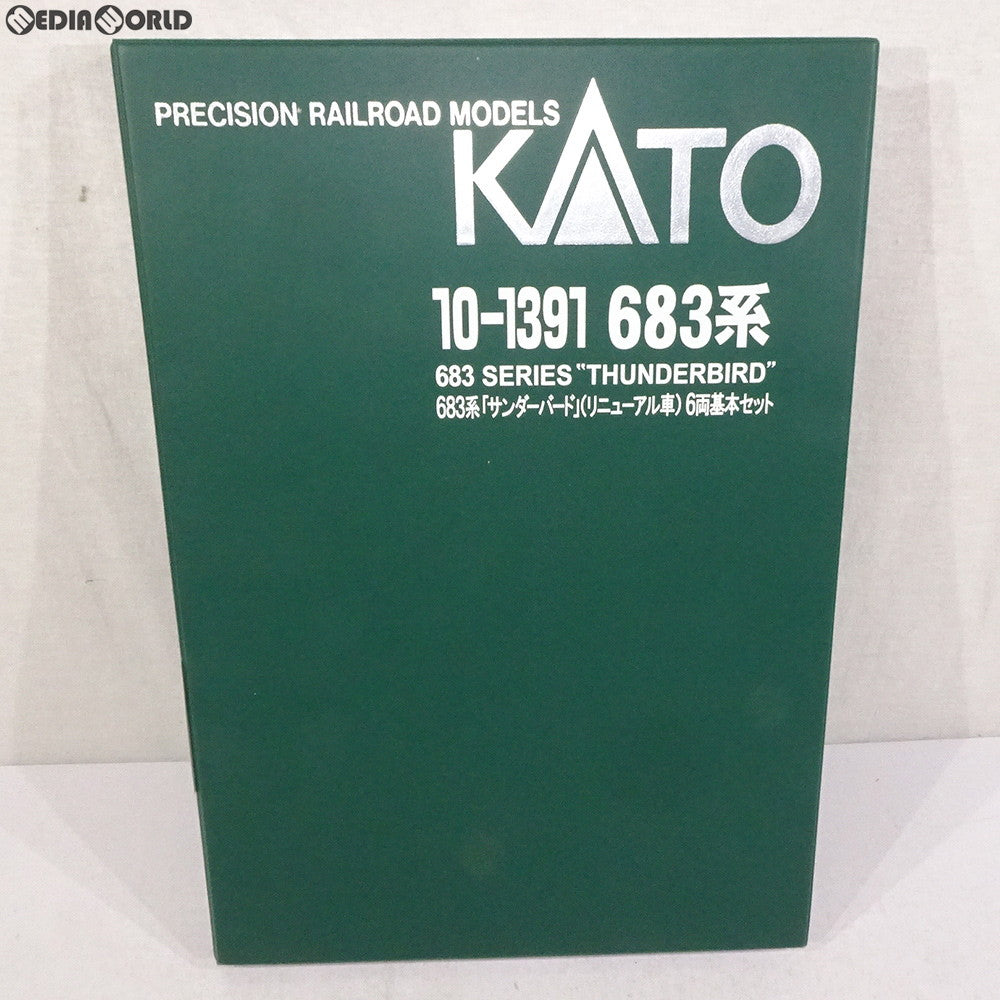 MEDIAWORLD
PRECISION RAILROAD MODELS
KATO
10-1391 683系
683 SERIES "THUNDERBIRD"
683系「サンダーバード」(リニューアル車) 6両基本セット